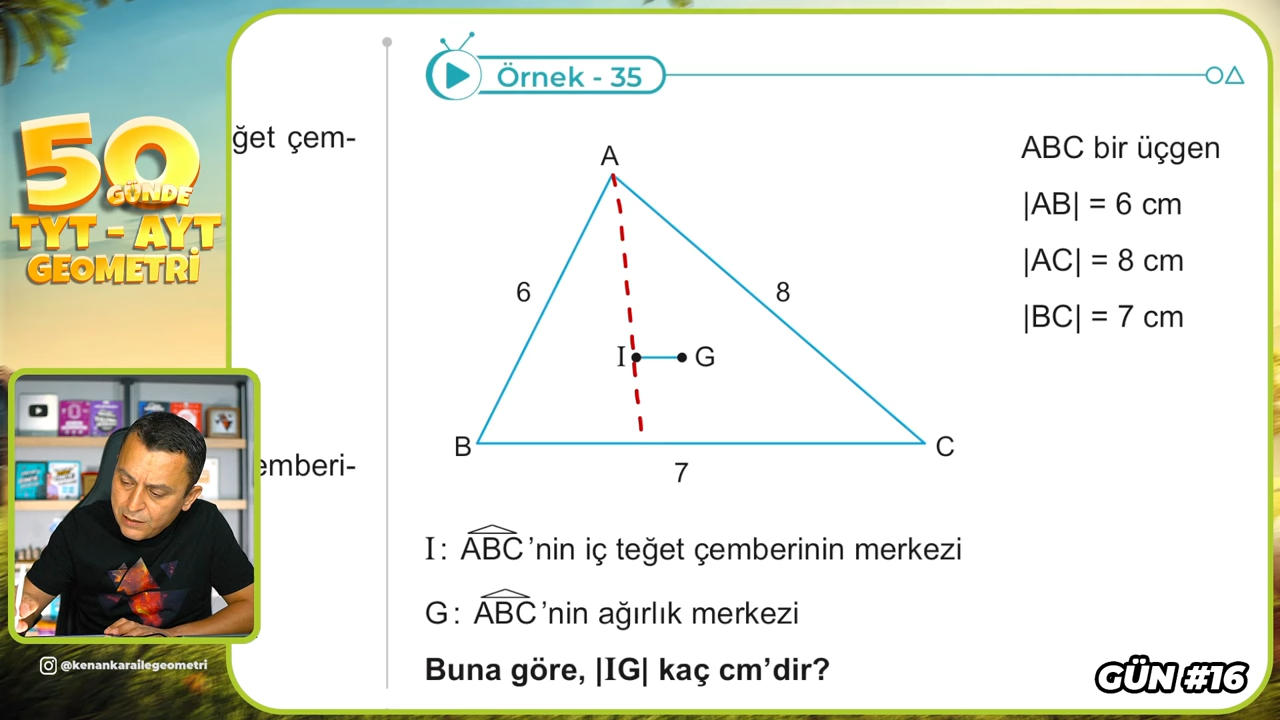 50
GÜNDE
TYT - AYT
GEOMETRİ
ğet çem-
emberi-
Örnek - 35
A
6
8
I
G
B
C
7
ABC bir üçgen
|AB| = 6 cm
|AC| = 8 cm
|BC| = 7 cm
I : ABC’nin iç teğet çemberinin merkezi
G : ABC’nin ağırlık merkezi
Buna göre, |IG| kaç cm’dir?
@kenankarailegeometri
GÜN #16